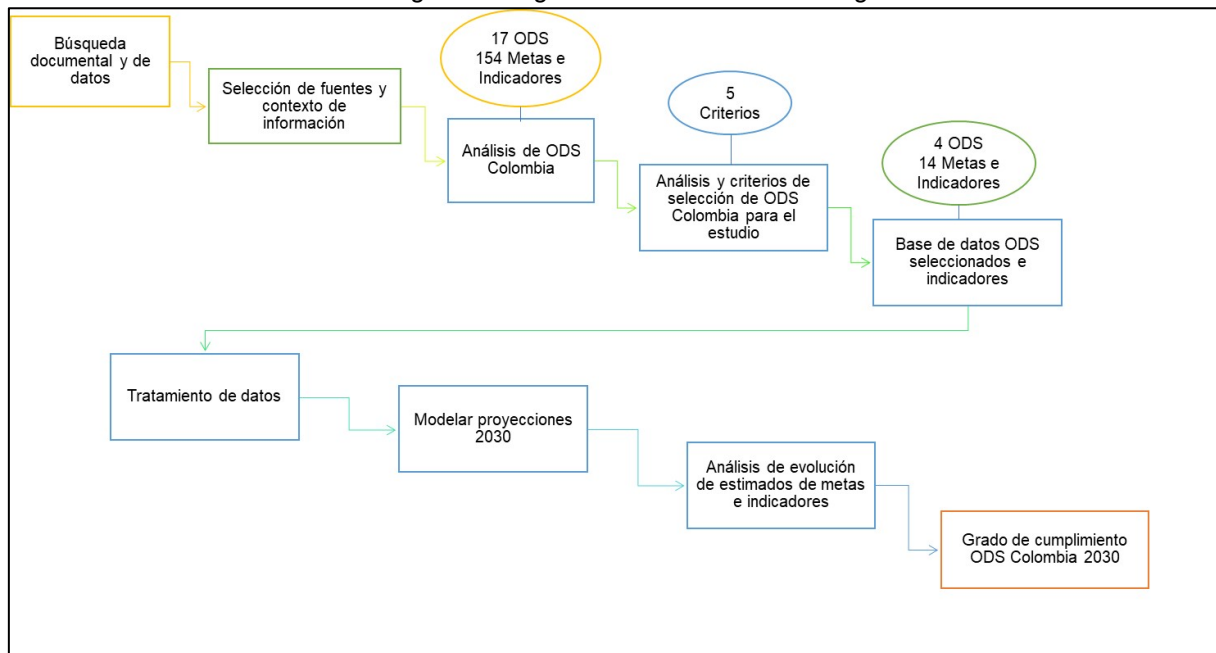 Búsqueda
documental y de
datos
Selección de fuentes y
contexto de
información
17 ODS
154 Metas e
Indicadores
Análisis de ODS
Colombia
5
Criterios
Análisis y criterios de
selección de ODS
Colombia para el
estudio
4 ODS
14 Metas e
Indicadores
Base de datos ODS
seleccionados e
indicadores
Tratamiento de datos
Modelar proyecciones
2030
Análisis de evolución
de estimados de metas
e indicadores
Grado de cumplimiento
ODS Colombia 2030